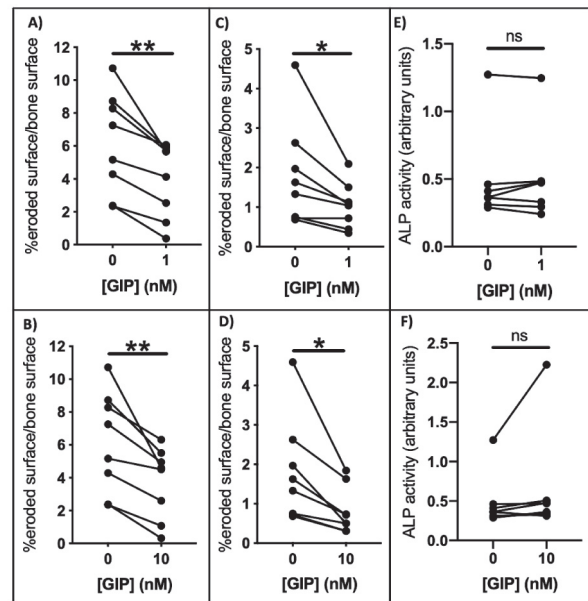 A)
**
%eroded surface/bone surface
12
10
8
6
4
2
0
0 1
[GIP] (nM)
C)
*
%eroded surface/bone surface
5
4
3
2
1
0
0 1
[GIP] (nM)
E)
ns
ALP activity (arbitrary units)
1.5
1.0
0.5
0.0
0 1
[GIP] (nM)
B)
**
%eroded surface/bone surface
12
10
8
6
4
2
0
0 10
[GIP] (nM)
D)
*
%eroded surface/bone surface
5
4
3
2
1
0
0 10
[GIP] (nM)
F)
ns
ALP activity (arbitrary units)
2.5
2.0
1.5
1.0
0.5
0.0
0 10
[GIP] (nM)